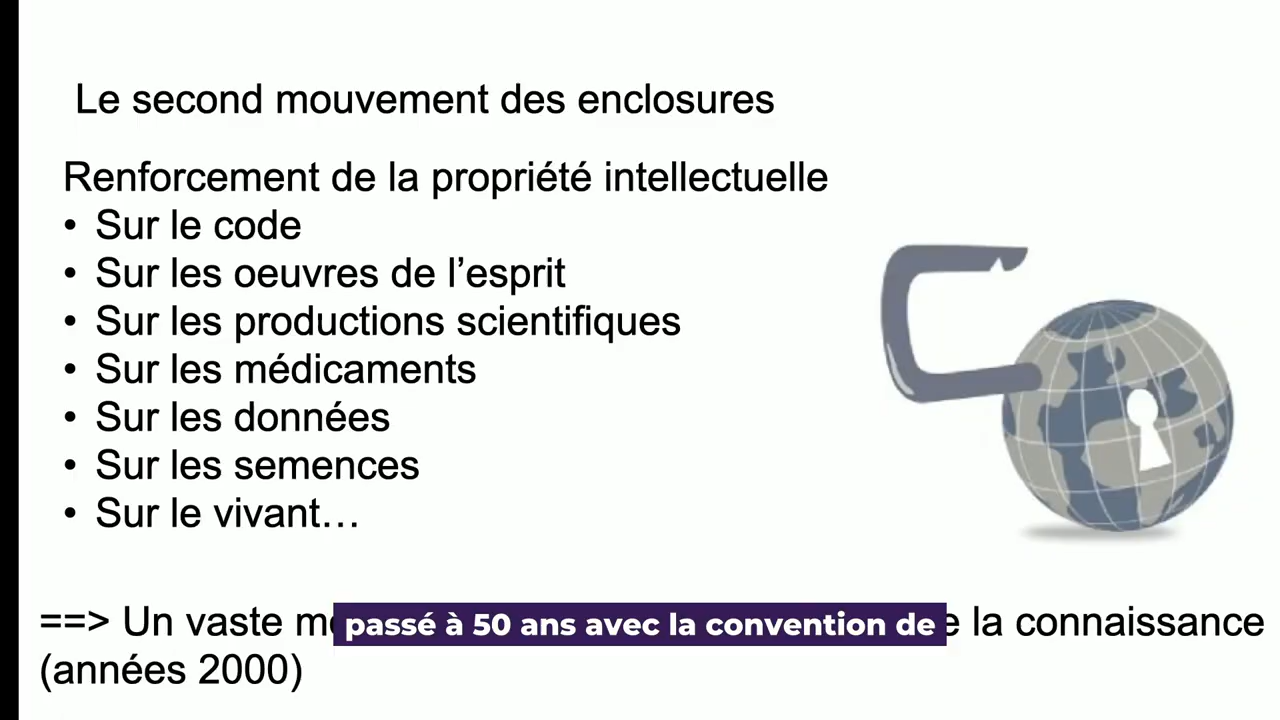 Le second mouvement des enclosures
Renforcement de la propriété intellectuelle
• Sur le code
• Sur les oeuvres de l’esprit
• Sur les productions scientifiques
• Sur les médicaments
• Sur les données
• Sur les semences
• Sur le vivant…
==> Un vaste la connaissance
passé à 50 ans avec la convention de
(années 2000)